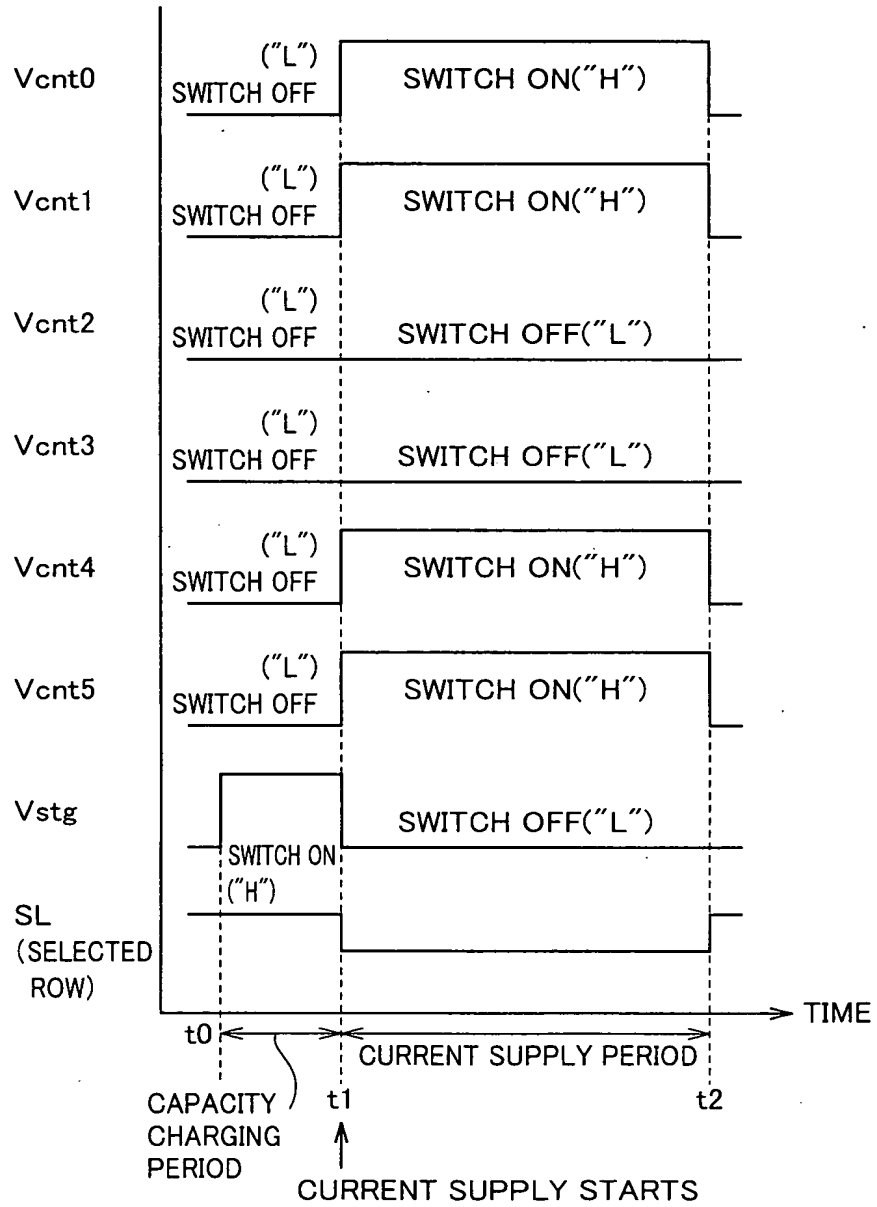 Vcnt0
("L")
SWITCH OFF
SWITCH ON("H")
Vcnt1
("L")
SWITCH OFF
SWITCH ON("H")
Vcnt2
("L")
SWITCH OFF
SWITCH OFF("L")
Vcnt3
("L")
SWITCH OFF
SWITCH OFF("L")
Vcnt4
("L")
SWITCH OFF
SWITCH ON("H")
Vcnt5
("L")
SWITCH OFF
SWITCH ON("H")
Vstg
SWITCH ON
("H")
SWITCH OFF("L")
SL
(SELECTED
ROW)
TIME
t0
CURRENT SUPPLY PERIOD
CAPACITY
CHARGING
PERIOD
t1
t2
CURRENT SUPPLY STARTS